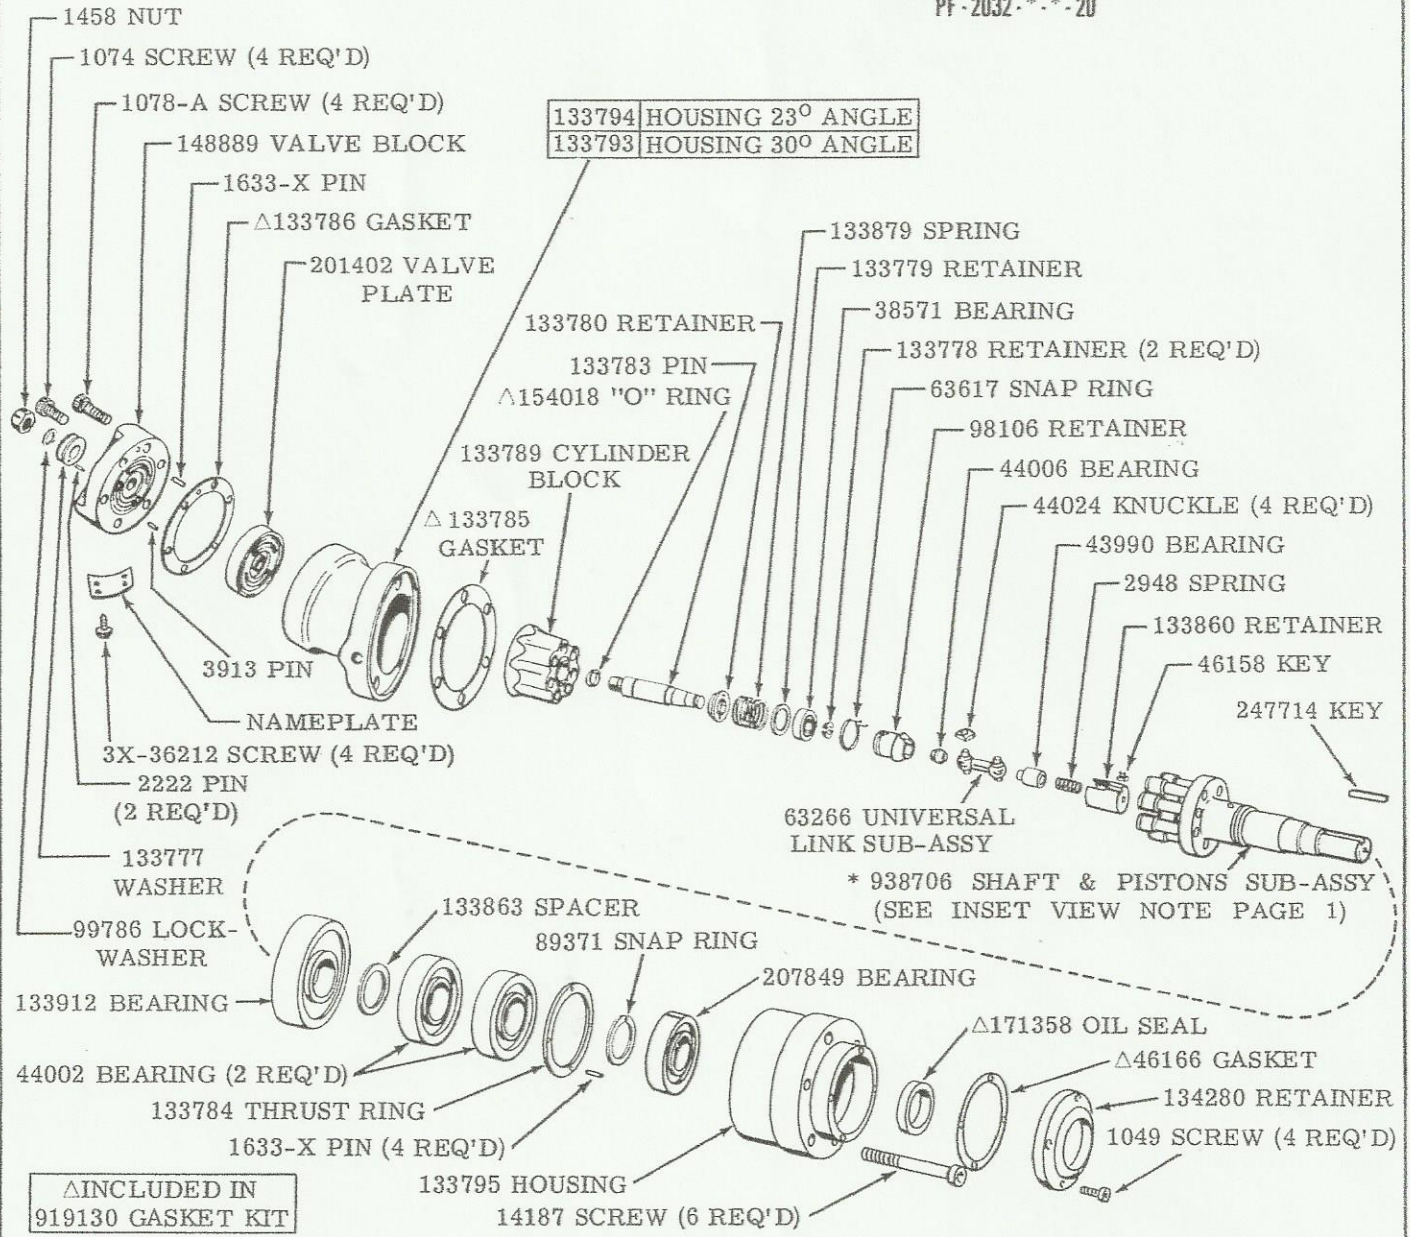 PF-2032-*-*-20
1458 NUT
1074 SCREW (4 REQ'D)
1078-A SCREW (4 REQ'D)
148889 VALVE BLOCK
1633-X PIN
△133786 GASKET
201402 VALVE
PLATE
133794 HOUSING 23° ANGLE
133793 HOUSING 30° ANGLE
133879 SPRING
133779 RETAINER
38571 BEARING
133780 RETAINER
133778 RETAINER (2 REQ'D)
133783 PIN
63617 SNAP RING
△154018 "O" RING
98106 RETAINER
133789 CYLINDER
BLOCK
44006 BEARING
44024 KNUCKLE (4 REQ'D)
△133785
GASKET
43990 BEARING
2948 SPRING
133860 RETAINER
46158 KEY
247714 KEY
3913 PIN
NAMEPLATE
3X-36212 SCREW (4 REQ'D)
2222 PIN
(2 REQ'D)
63266 UNIVERSAL
LINK SUB-ASSY
133777
WASHER
* 938706 SHAFT & PISTONS SUB-ASSY
(SEE INSET VIEW NOTE PAGE 1)
99786 LOCK-
WASHER
133863 SPACER
89371 SNAP RING
207849 BEARING
133912 BEARING
△171358 OIL SEAL
△46166 GASKET
44002 BEARING (2 REQ'D)
134280 RETAINER
133784 THRUST RING
1049 SCREW (4 REQ'D)
1633-X PIN (4 REQ'D)
133795 HOUSING
14187 SCREW (6 REQ'D)
△INCLUDED IN
919130 GASKET KIT